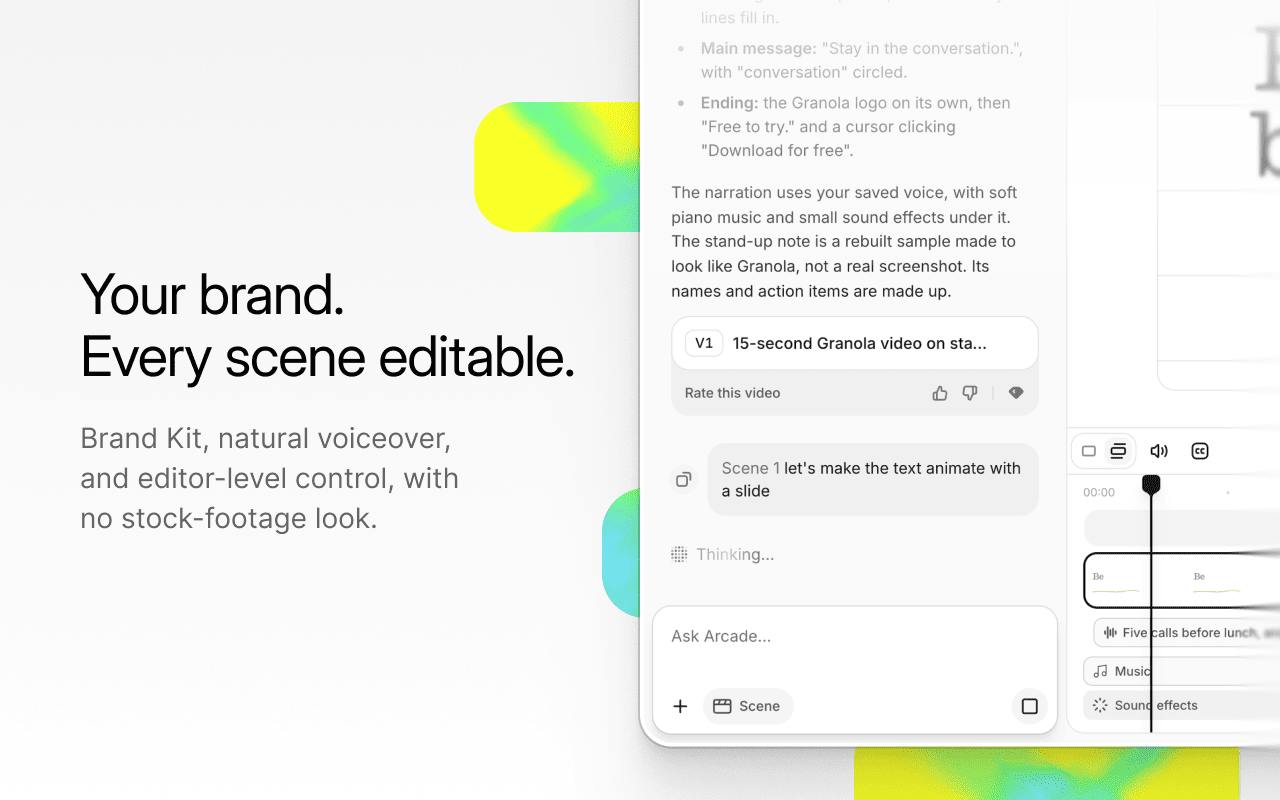 Your brand.
Every scene editable.
Brand Kit, natural voiceover,
and editor-level control, with
no stock-footage look.
lines fill in.
• Main message: "Stay in the conversation.",
with "conversation" circled.
• Ending: the Granola logo on its own, then
"Free to try." and a cursor clicking
"Download for free".
The narration uses your saved voice, with soft
piano music and small sound effects under it.
The stand-up note is a rebuilt sample made to
look like Granola, not a real screenshot. Its
names and action items are made up.
V1 15-second Granola video on sta...
Rate this video
Scene 1 let's make the text animate with
a slide
Thinking...
Ask Arcade...
Scene
CC
00:00
Be Be
Five calls before lunch,
Music
Sound effects